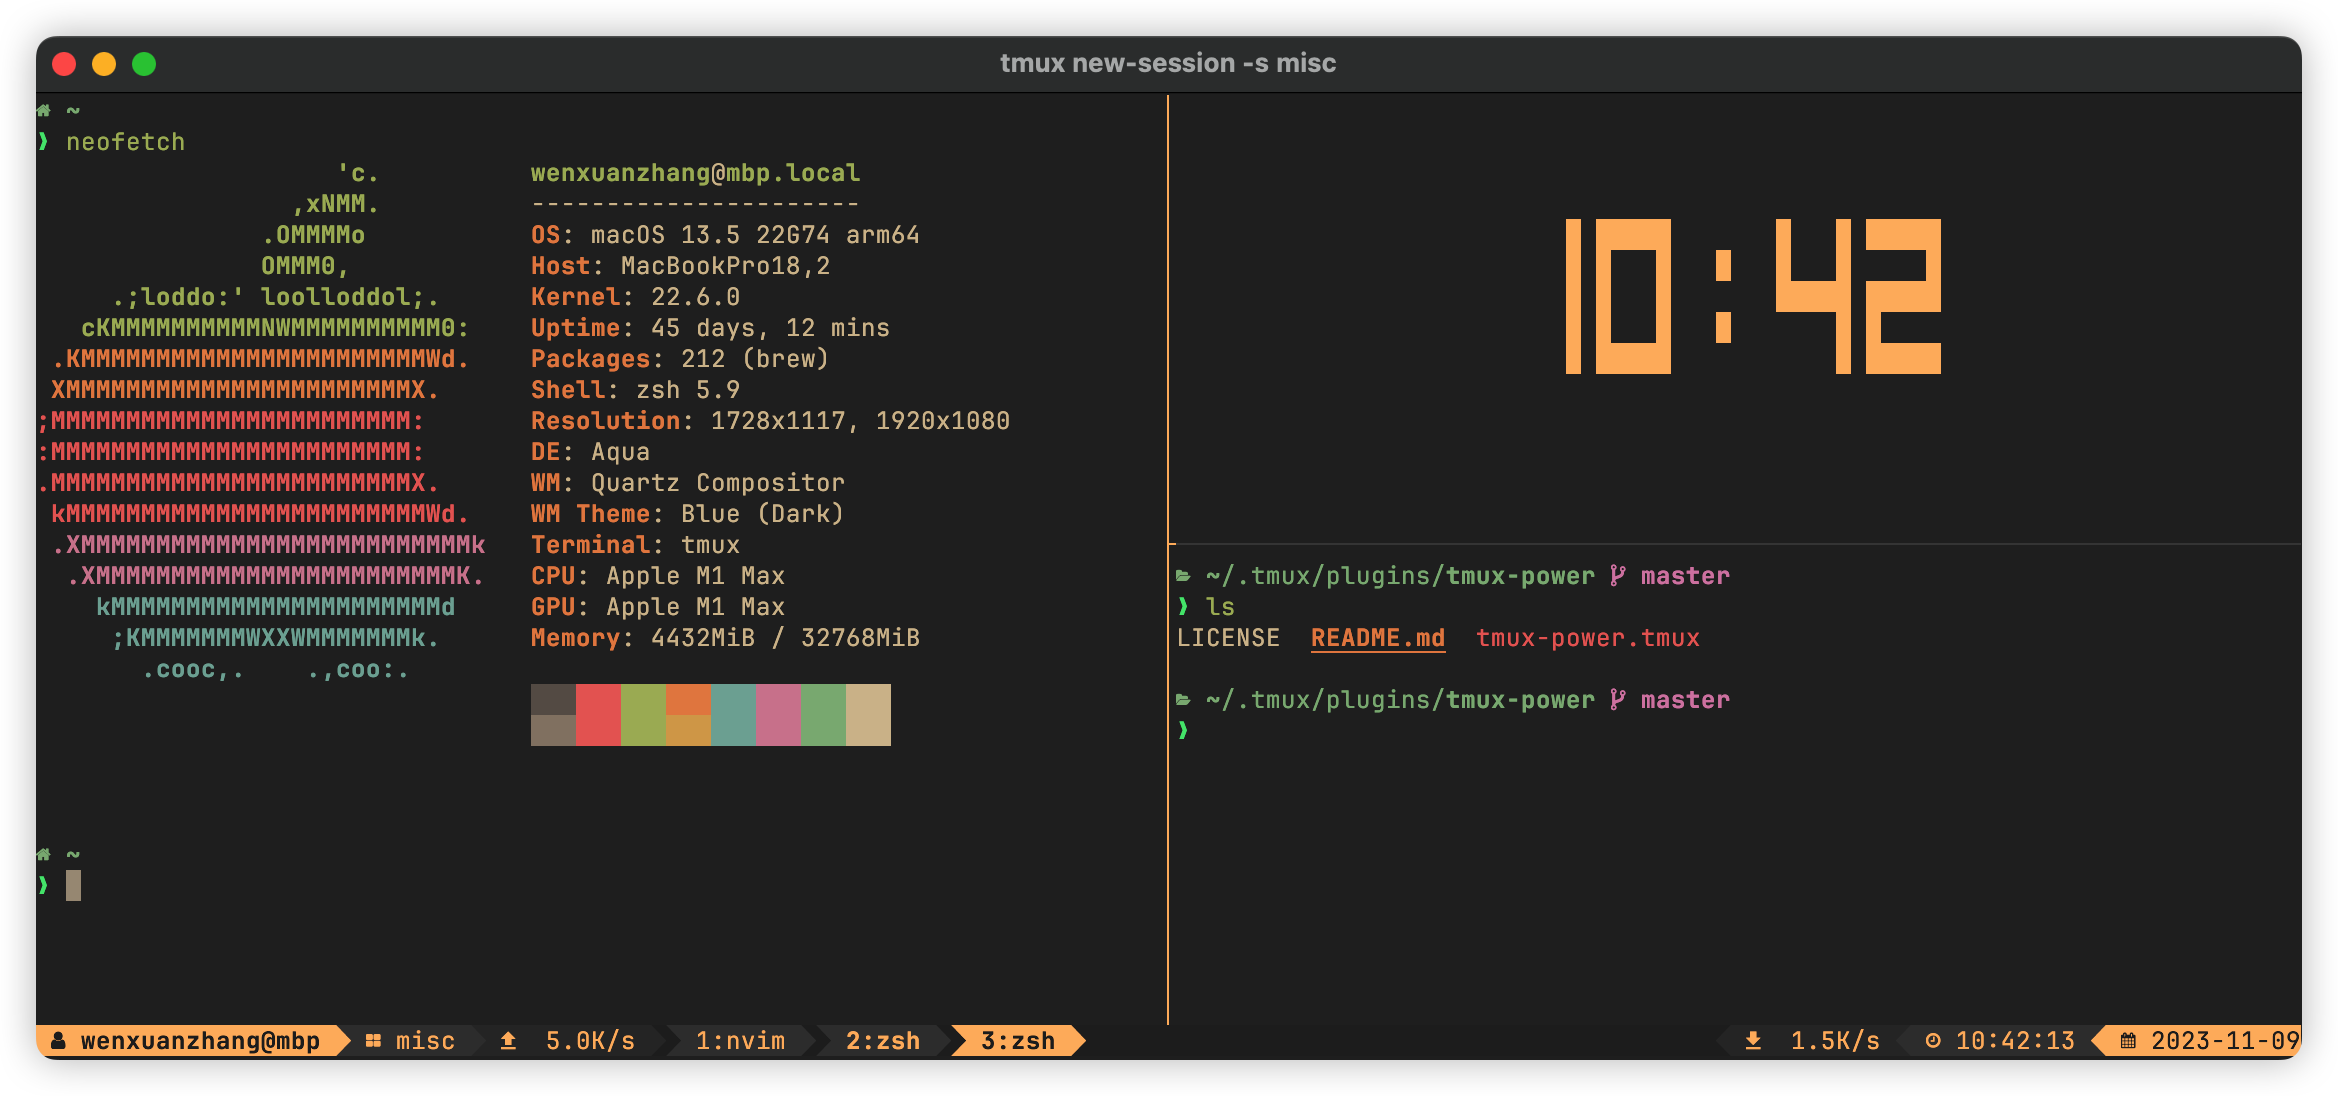 tmux new-session -s misc
~
❯ neofetch
'c.
,xNMM.
.OMMMMo
OMMM0,
.;loddo:' loolloddol;.
cKMMMMMMMMMMNWMMMMMMMMMM0:
.KMMMMMMMMMMMMMMMMMMMMMMMWd.
XMMMMMMMMMMMMMMMMMMMMMMMX.
;MMMMMMMMMMMMMMMMMMMMMMMM:
:MMMMMMMMMMMMMMMMMMMMMMMM:
.MMMMMMMMMMMMMMMMMMMMMMMMX.
kMMMMMMMMMMMMMMMMMMMMMMMMWd.
.XMMMMMMMMMMMMMMMMMMMMMMMMMMk
.XMMMMMMMMMMMMMMMMMMMMMMMMK.
kMMMMMMMMMMMMMMMMMMMMMMd
;KMMMMMMMWXXWMMMMMMMk.
.cooc,.    .,coo:.
wenxuanzhang@mbp.local
----------------------
OS: macOS 13.5 22G74 arm64
Host: MacBookPro18,2
Kernel: 22.6.0
Uptime: 45 days, 12 mins
Packages: 212 (brew)
Shell: zsh 5.9
Resolution: 1728x1117, 1920x1080
DE: Aqua
WM: Quartz Compositor
WM Theme: Blue (Dark)
Terminal: tmux
CPU: Apple M1 Max
GPU: Apple M1 Max
Memory: 4432MiB / 32768MiB
~
❯
10:42
~/.tmux/plugins/tmux-power master
❯ ls
LICENSE  README.md  tmux-power.tmux
~/.tmux/plugins/tmux-power master
❯
wenxuanzhang@mbp misc 5.0K/s 1:nvim 2:zsh 3:zsh 1.5K/s 10:42:13 2023-11-09